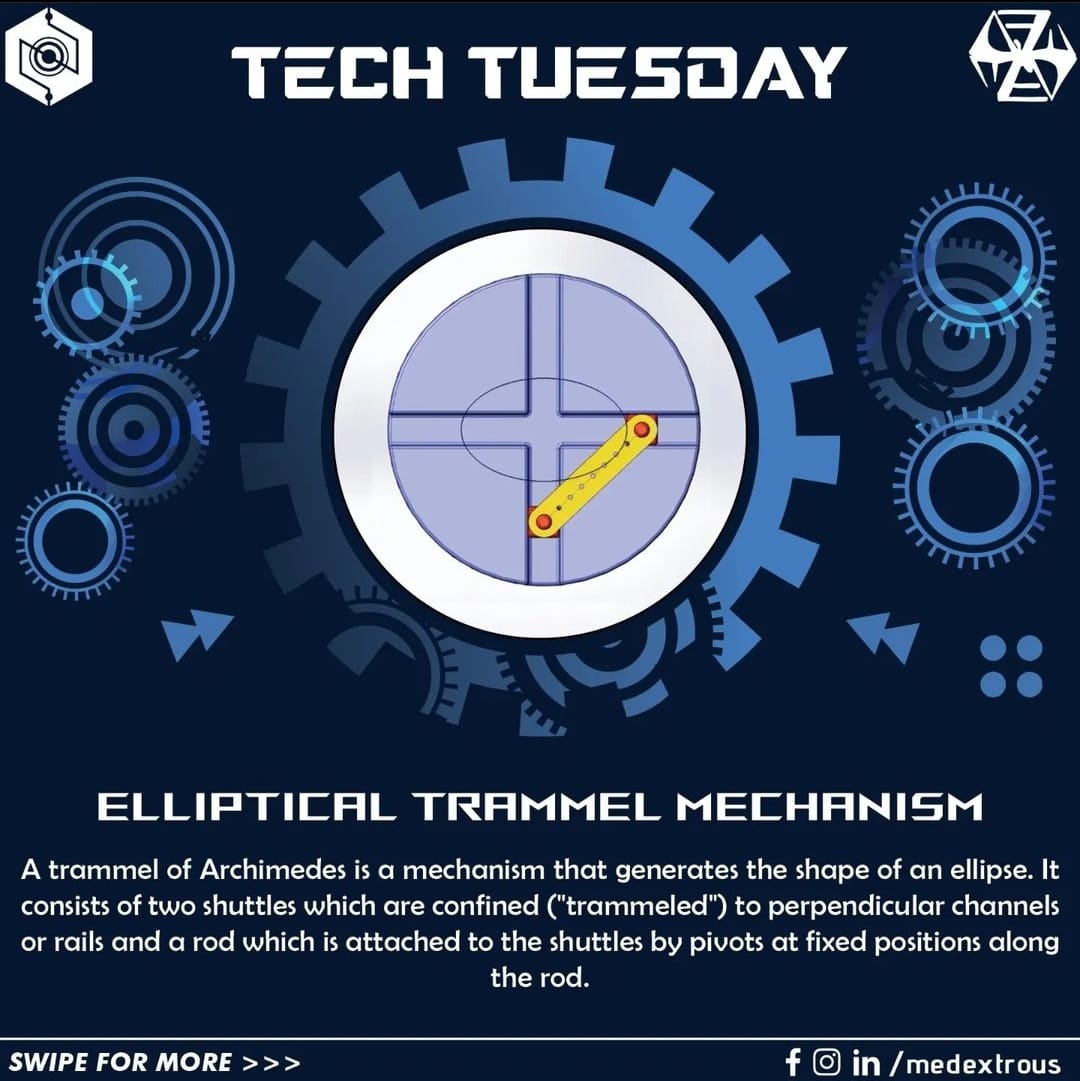 TECH TUESDAY
ELLIPTICAL TRAMMEL MECHANISM
A trammel of Archimedes is a mechanism that generates the shape of an ellipse. It
consists of two shuttles which are confined ("trammeled") to perpendicular channels
or rails and a rod which is attached to the shuttles by pivots at fixed positions along
the rod.
SWIPE FOR MORE >>>
/medextrous